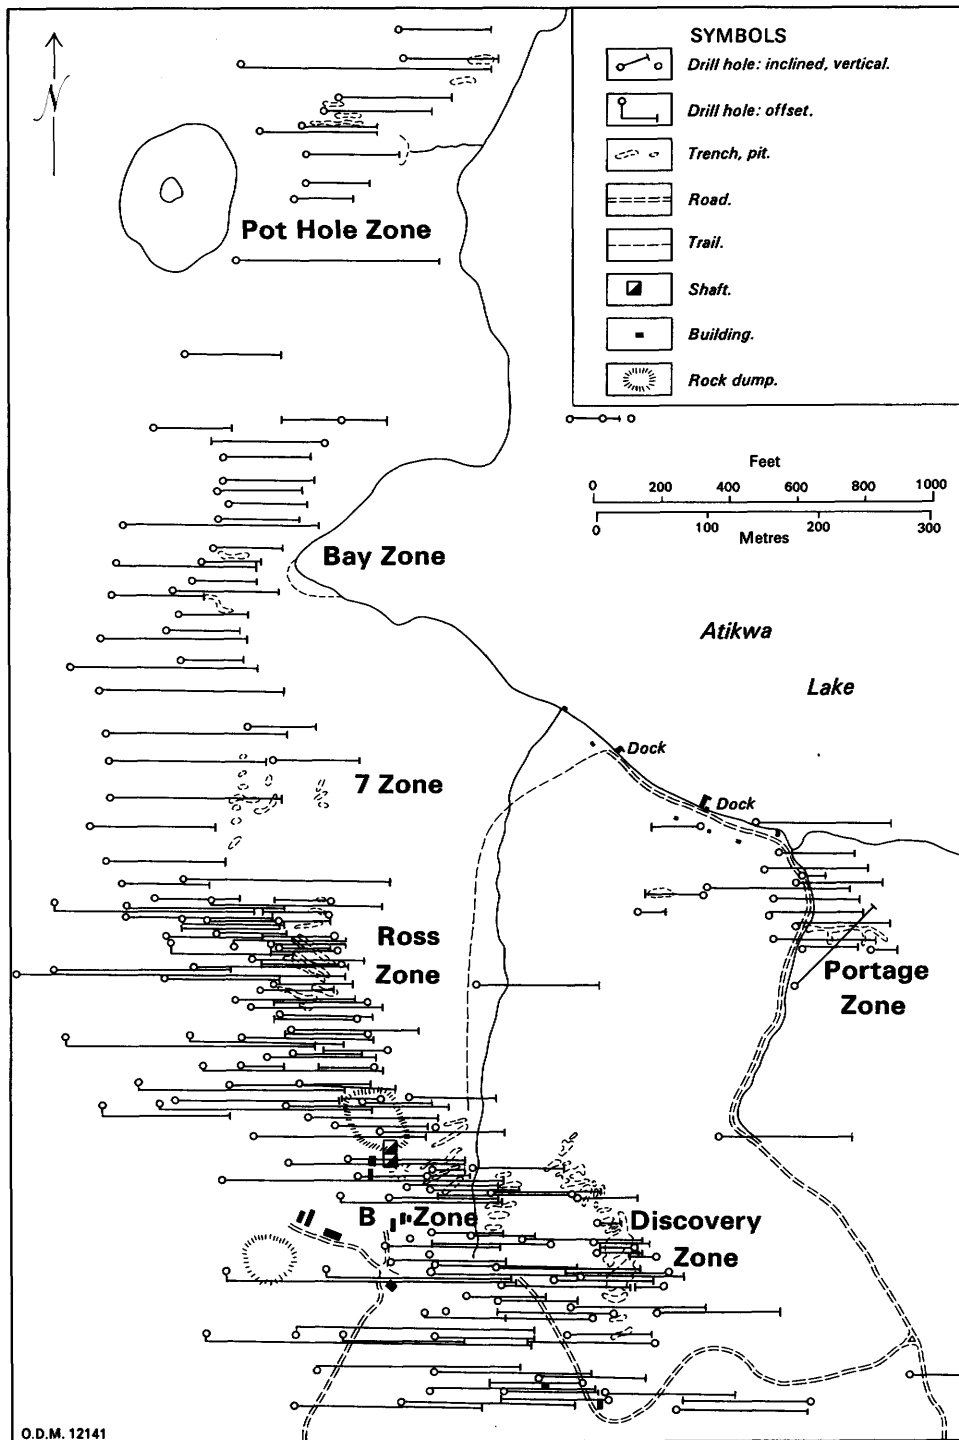 N
SYMBOLS
Drill hole: inclined, vertical.
Drill hole: offset.
Trench, pit.
Road.
Trail.
Shaft.
Building.
Rock dump.
Pot Hole Zone
Feet
0 200 400 600 800 1000
0 100 200 300
Metres
Bay Zone
Atikwa
Lake
Dock
7 Zone
Dock
Ross
Zone
Portage
Zone
B Zone
Discovery
Zone
O.D.M. 12141